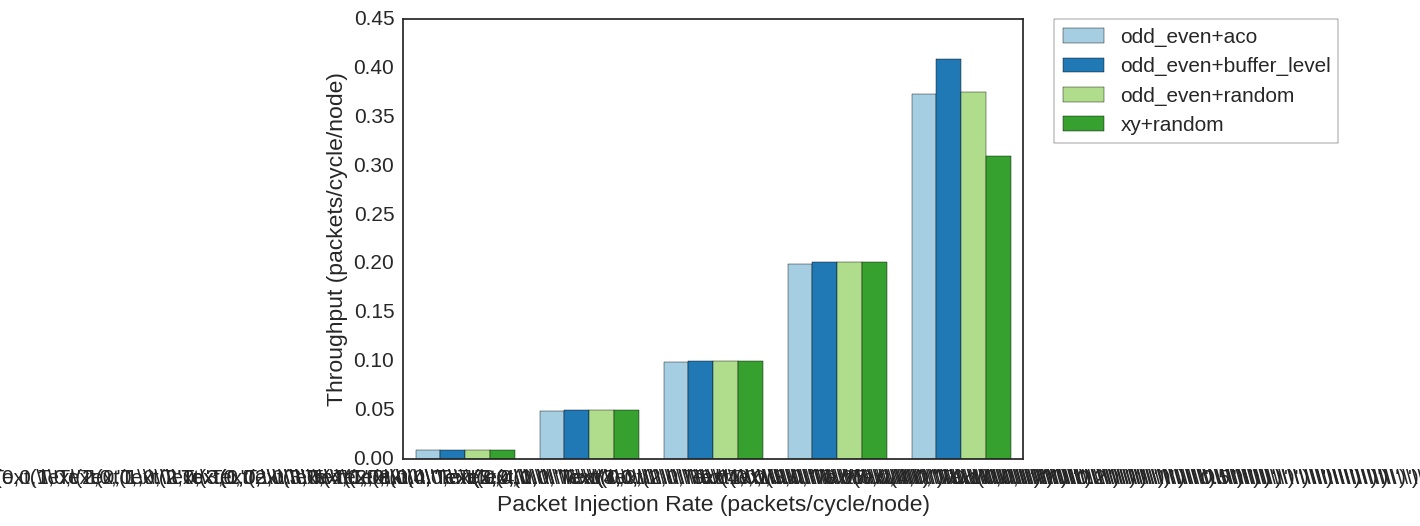 0.45
0.40
0.35
0.30
0.25
0.20
0.15
0.10
0.05
0.00
Throughput (packets/cycle/node)
Packet Injection Rate (packets/cycle/node)
odd_even+aco
odd_even+buffer_level
odd_even+random
xy+random